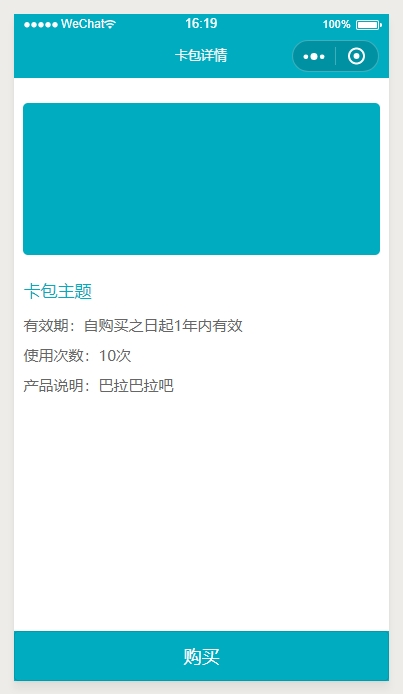 WeChat 16:19 100%
卡包详情
卡包主题
有效期：自购买之日起1年内有效
使用次数：10次
产品说明：巴拉巴拉吧
购买